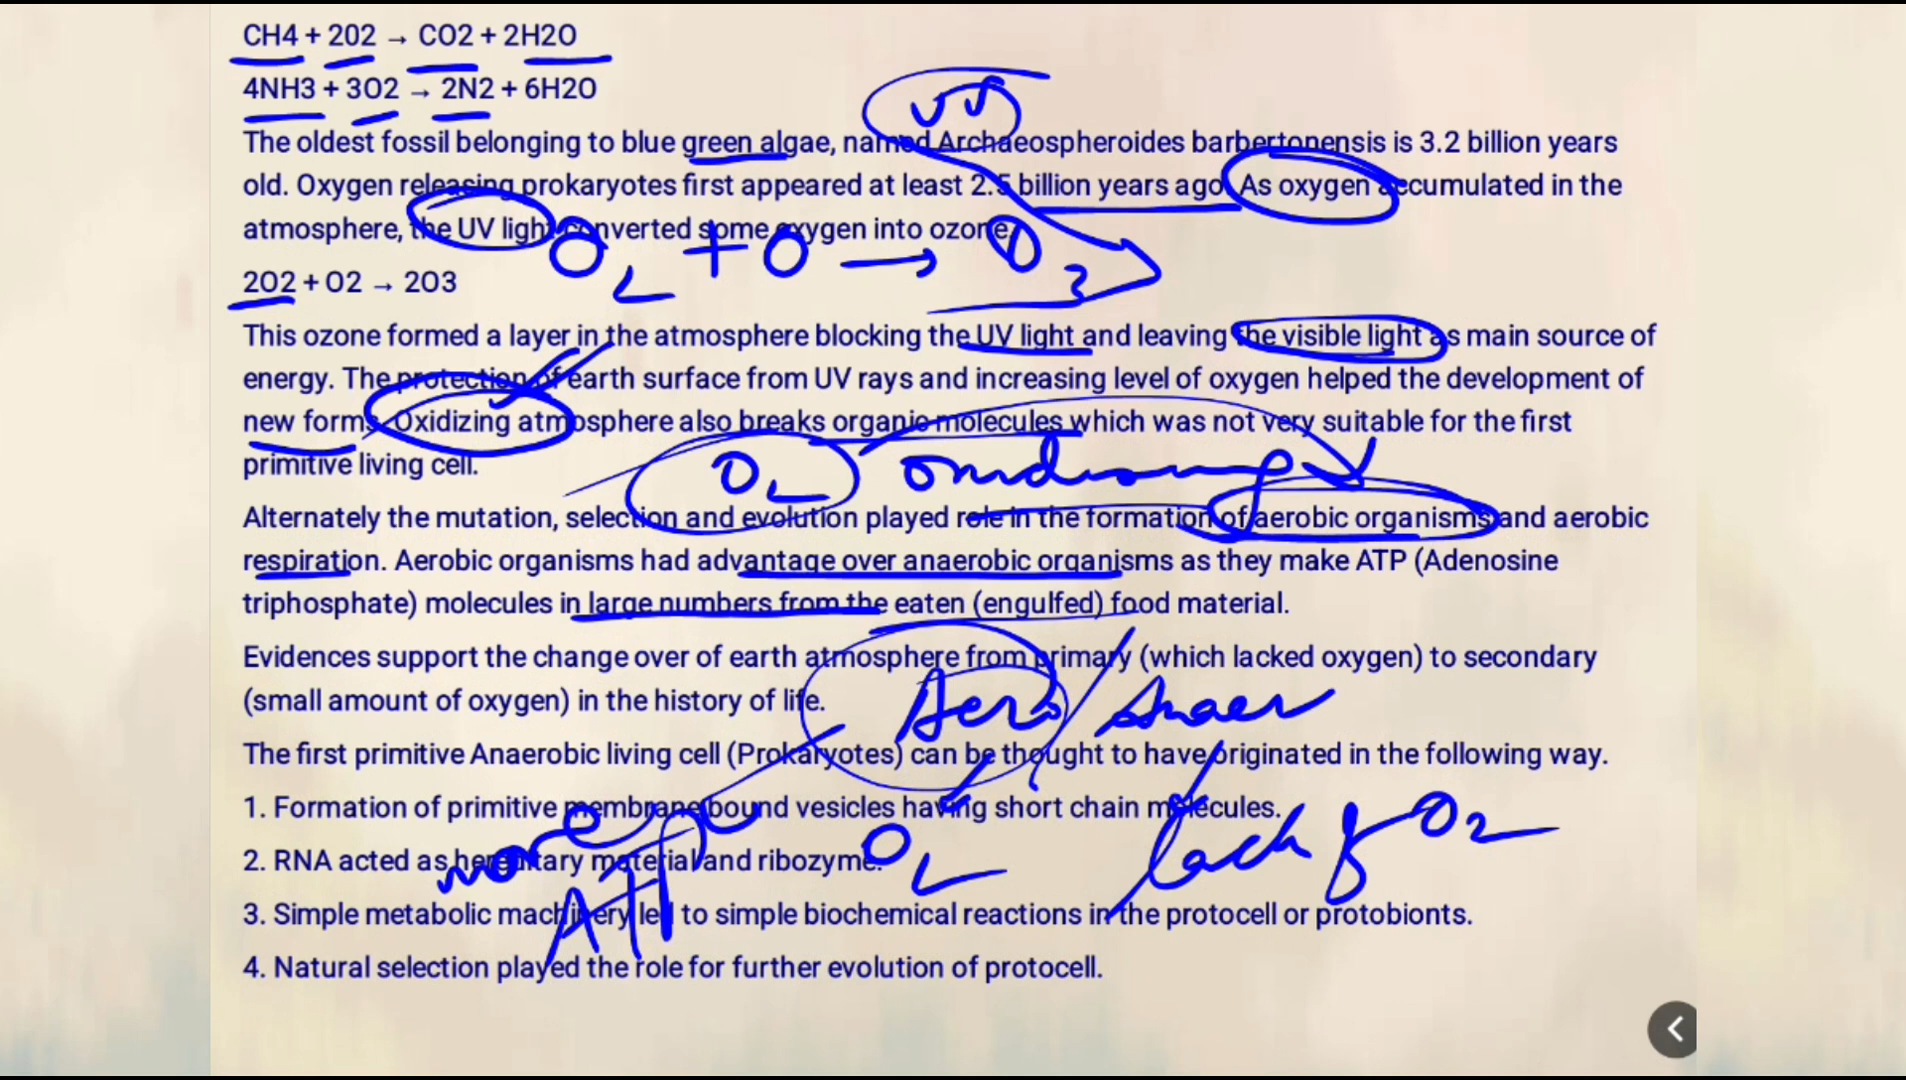 CH4 + 2O2 → CO2 + 2H2O
4NH3 + 3O2 → 2N2 + 6H2O
UV
The oldest fossil belonging to blue green algae, named Archaeospheroides barbertonensis is 3.2 billion years
old. Oxygen releasing prokaryotes first appeared at least 2.5 billion years ago. As oxygen accumulated in the
atmosphere, the UV light converted some oxygen into ozone.
O2 + O → O3
2O2 + O2 → 2O3
This ozone formed a layer in the atmosphere blocking the UV light and leaving the visible light as main source of
energy. The protection of earth surface from UV rays and increasing level of oxygen helped the development of
new forms. Oxidizing atmosphere also breaks organic molecules which was not very suitable for the first
primitive living cell.
O2 oxidising
Alternately the mutation, selection and evolution played role in the formation of aerobic organisms and aerobic
respiration. Aerobic organisms had advantage over anaerobic organisms as they make ATP (Adenosine
triphosphate) molecules in large numbers from the eaten (engulfed) food material.
Evidences support the change over of earth atmosphere from primary (which lacked oxygen) to secondary
(small amount of oxygen) in the history of life.
Aero / Anaer
The first primitive Anaerobic living cell (Prokaryotes) can be thought to have originated in the following way.
1. Formation of primitive membrane bound vesicles having short chain molecules.
more O2 lack of O2
2. RNA acted as hereditary material and ribozyme.
ATP
3. Simple metabolic machinery led to simple biochemical reactions in the protocell or protobionts.
4. Natural selection played the role for further evolution of protocell.